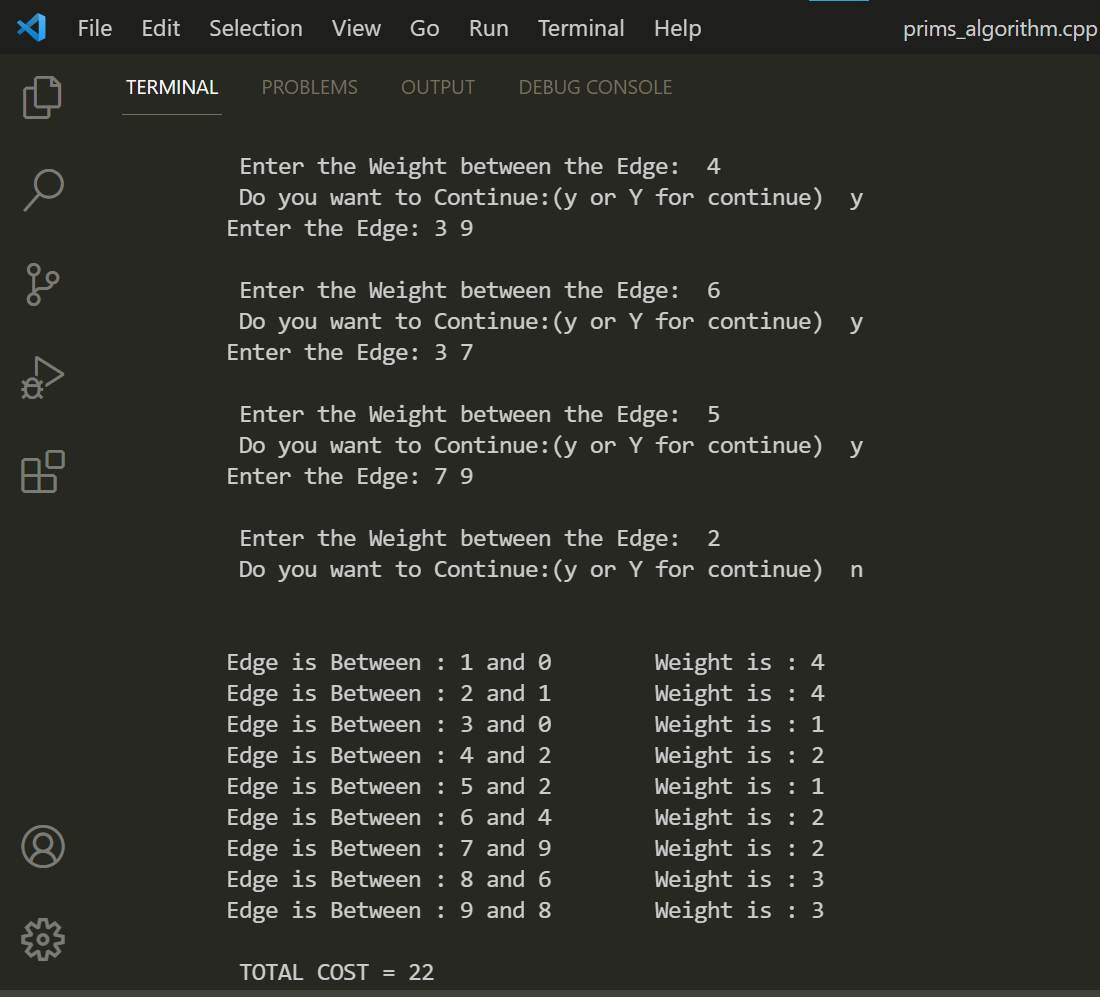 File Edit Selection View Go Run Terminal Help prims_algorithm.cpp
TERMINAL PROBLEMS OUTPUT DEBUG CONSOLE
Enter the Weight between the Edge: 4
Do you want to Continue:(y or Y for continue) y
Enter the Edge: 3 9
Enter the Weight between the Edge: 6
Do you want to Continue:(y or Y for continue) y
Enter the Edge: 3 7
Enter the Weight between the Edge: 5
Do you want to Continue:(y or Y for continue) y
Enter the Edge: 7 9
Enter the Weight between the Edge: 2
Do you want to Continue:(y or Y for continue) n
Edge is Between : 1 and 0 Weight is : 4
Edge is Between : 2 and 1 Weight is : 4
Edge is Between : 3 and 0 Weight is : 1
Edge is Between : 4 and 2 Weight is : 2
Edge is Between : 5 and 2 Weight is : 1
Edge is Between : 6 and 4 Weight is : 2
Edge is Between : 7 and 9 Weight is : 2
Edge is Between : 8 and 6 Weight is : 3
Edge is Between : 9 and 8 Weight is : 3
TOTAL COST = 22